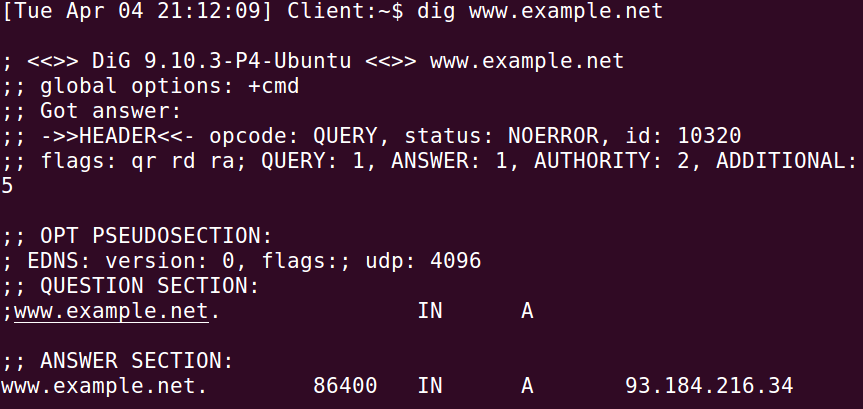 [Tue Apr 04 21:12:09] Client:~$ dig www.example.net
; <<>> DiG 9.10.3-P4-Ubuntu <<>> www.example.net
;; global options: +cmd
;; Got answer:
;; ->>HEADER<<- opcode: QUERY, status: NOERROR, id: 10320
;; flags: qr rd ra; QUERY: 1, ANSWER: 1, AUTHORITY: 2, ADDITIONAL:
5
;; OPT PSEUDOSECTION:
; EDNS: version: 0, flags:; udp: 4096
;; QUESTION SECTION:
;www.example.net. IN A
;; ANSWER SECTION:
www.example.net. 86400 IN A 93.184.216.34